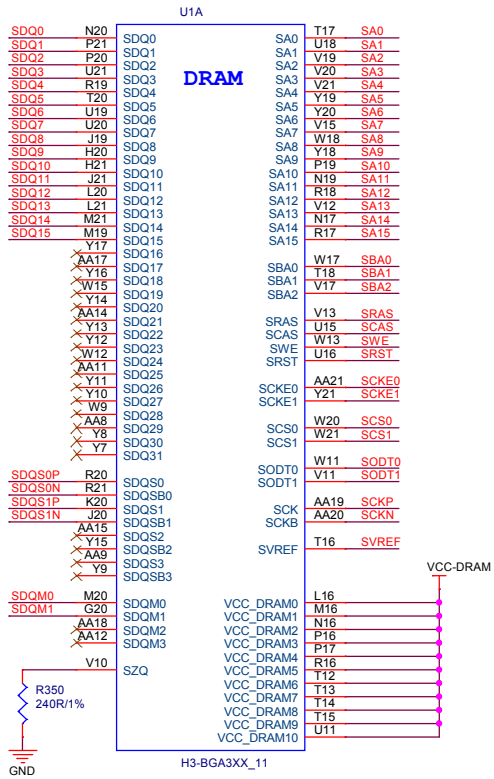 U1A
DRAM
SDQ0 N20 SDQ0 SA0 T17 SA0
SDQ1 P21 SDQ1 SA1 U18 SA1
SDQ2 P20 SDQ2 SA2 V19 SA2
SDQ3 U21 SDQ3 SA3 V20 SA3
SDQ4 R19 SDQ4 SA4 V21 SA4
SDQ5 T20 SDQ5 SA5 Y19 SA5
SDQ6 U19 SDQ6 SA6 Y20 SA6
SDQ7 U20 SDQ7 SA7 V15 SA7
SDQ8 J19 SDQ8 SA8 W18 SA8
SDQ9 H20 SDQ9 SA9 Y18 SA9
SDQ10 H21 SDQ10 SA10 P19 SA10
SDQ11 J21 SDQ11 SA11 N19 SA11
SDQ12 L20 SDQ12 SA12 R18 SA12
SDQ13 L21 SDQ13 SA13 V12 SA13
SDQ14 M21 SDQ14 SA14 N17 SA14
SDQ15 M19 SDQ15 SA15 R17 SA15
Y17 SDQ16
AA17 SDQ17 SBA0 W17 SBA0
Y16 SDQ18 SBA1 T18 SBA1
W15 SDQ19 SBA2 V17 SBA2
Y14 SDQ20
AA14 SDQ21 SRAS V13 SRAS
Y13 SDQ22 SCAS U15 SCAS
Y12 SDQ23 SWE W13 SWE
W12 SDQ24 SRST U16 SRST
AA11 SDQ25
Y11 SDQ26 SCKE0 AA21 SCKE0
Y10 SDQ27 SCKE1 Y21 SCKE1
W9 SDQ28
AA8 SDQ29 SCS0 W20 SCS0
Y8 SDQ30 SCS1 W21 SCS1
Y7 SDQ31
SODT0 W11 SODT0
SDQS0P R20 SDQS0 SODT1 V11 SODT1
SDQS0N R21 SDQSB0
SDQS1P K20 SDQS1 SCK AA19 SCKP
SDQS1N J20 SDQSB1 SCKB AA20 SCKN
AA15 SDQS2
Y15 SDQSB2 SVREF T16 SVREF
AA9 SDQS3
Y9 SDQSB3
VCC-DRAM
SDQM0 M20 SDQM0 VCC_DRAM0 L16
SDQM1 G20 SDQM1 VCC_DRAM1 M16
AA18 SDQM2 VCC_DRAM2 N16
AA12 SDQM3 VCC_DRAM3 P16
VCC_DRAM4 P17
V10 SZQ VCC_DRAM5 R16
VCC_DRAM6 T12
R350 VCC_DRAM7 T13
240R/1% VCC_DRAM8 T14
VCC_DRAM9 T15
VCC_DRAM10 U11
GND
H3-BGA3XX_11